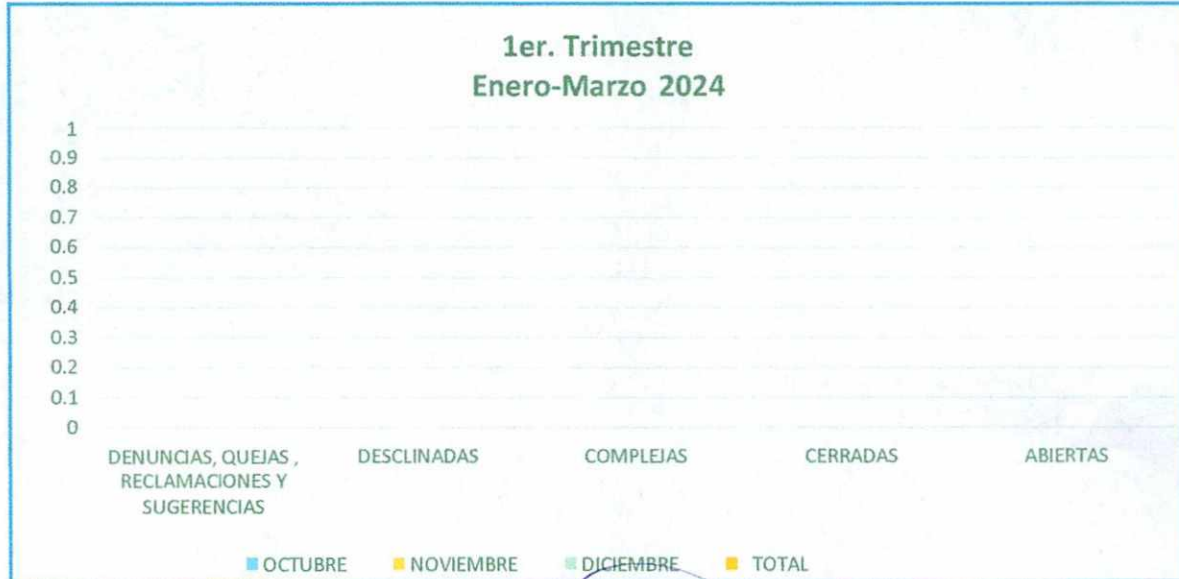 1er. Trimestre
Enero-Marzo 2024
1
0.9
0.8
0.7
0.6
0.5
0.4
0.3
0.2
0.1
0
DENUNCIAS, QUEJAS ,
RECLAMACIONES Y
SUGERENCIAS
DESCLINADAS
COMPLEJAS
CERRADAS
ABIERTAS
OCTUBRE NOVIEMBRE DICIEMBRE TOTAL